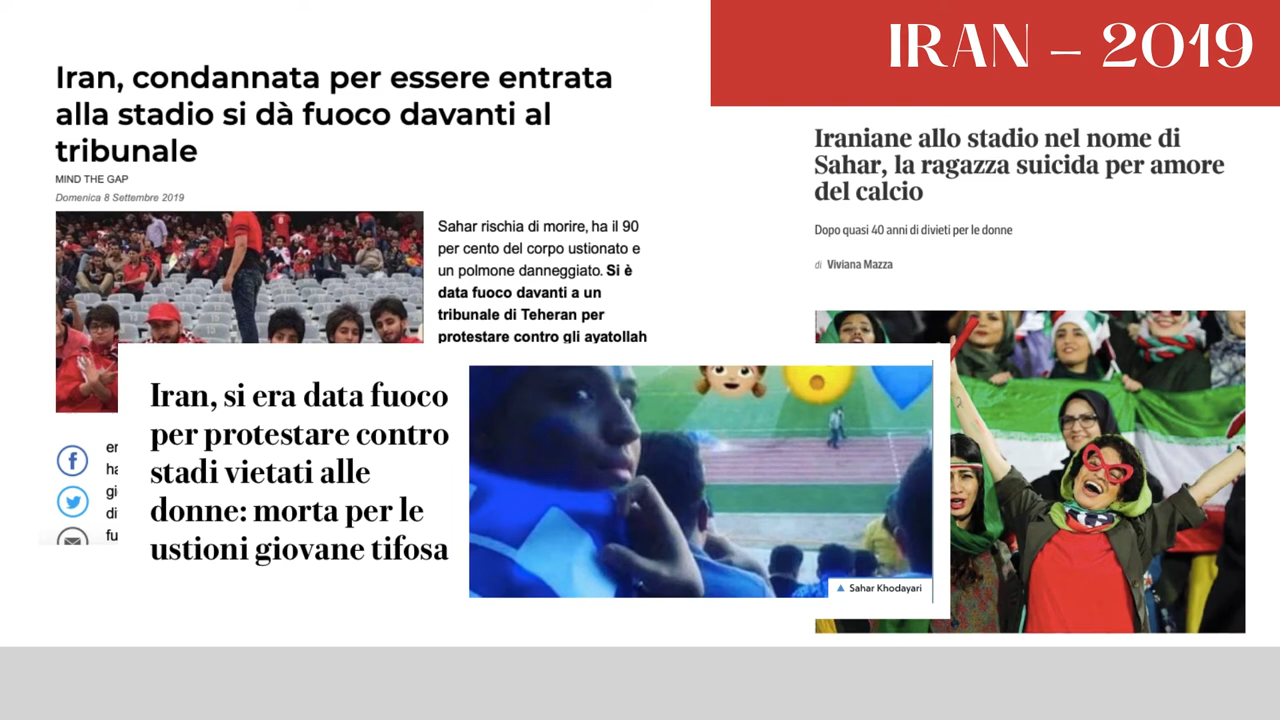 IRAN – 2019
Iran, condannata per essere entrata
alla stadio si dà fuoco davanti al
tribunale
MIND THE GAP
Domenica 8 Settembre 2019
Sahar rischia di morire, ha il 90
per cento del corpo ustionato e
un polmone danneggiato. Si è
data fuoco davanti a un
tribunale di Teheran per
protestare contro gli ayatollah
er
ha
gi
di
fu
Iran, si era data fuoco
per protestare contro
stadi vietati alle
donne: morta per le
ustioni giovane tifosa
Sahar Khodayari
Iraniane allo stadio nel nome di
Sahar, la ragazza suicida per amore
del calcio
Dopo quasi 40 anni di divieti per le donne
di Viviana Mazza